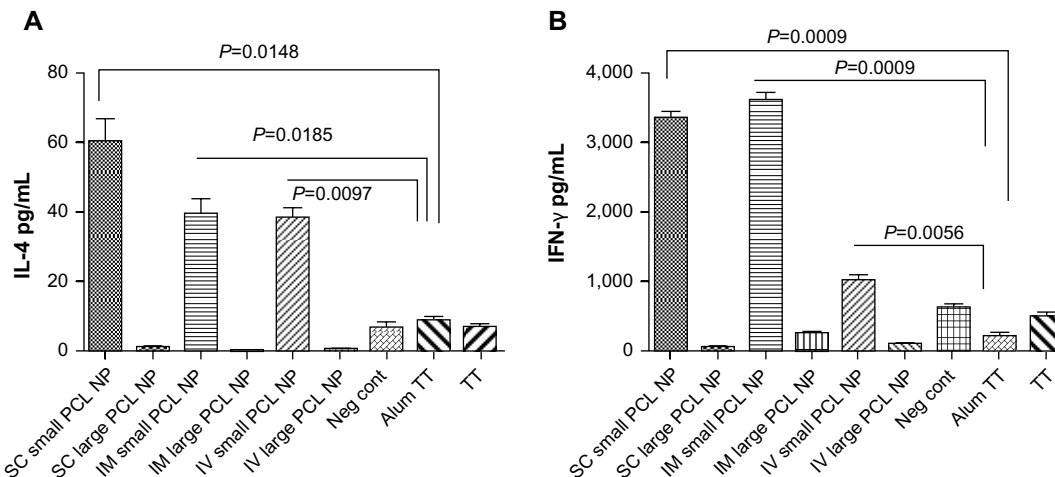 A
P=0.0148
80
60
40
20
0
IL-4 pg/mL
P=0.0185
P=0.0097
SC small PCL NP
SC large PCL NP
IM small PCL NP
IM large PCL NP
IV small PCL NP
IV large PCL NP
Neg cont
Alum TT
TT
B
P=0.0009
P=0.0009
4,000
3,000
2,000
1,000
0
IFN-γ pg/mL
P=0.0056
SC small PCL NP
SC large PCL NP
IM small PCL NP
IM large PCL NP
IV small PCL NP
IV large PCL NP
Neg cont
Alum TT
TT